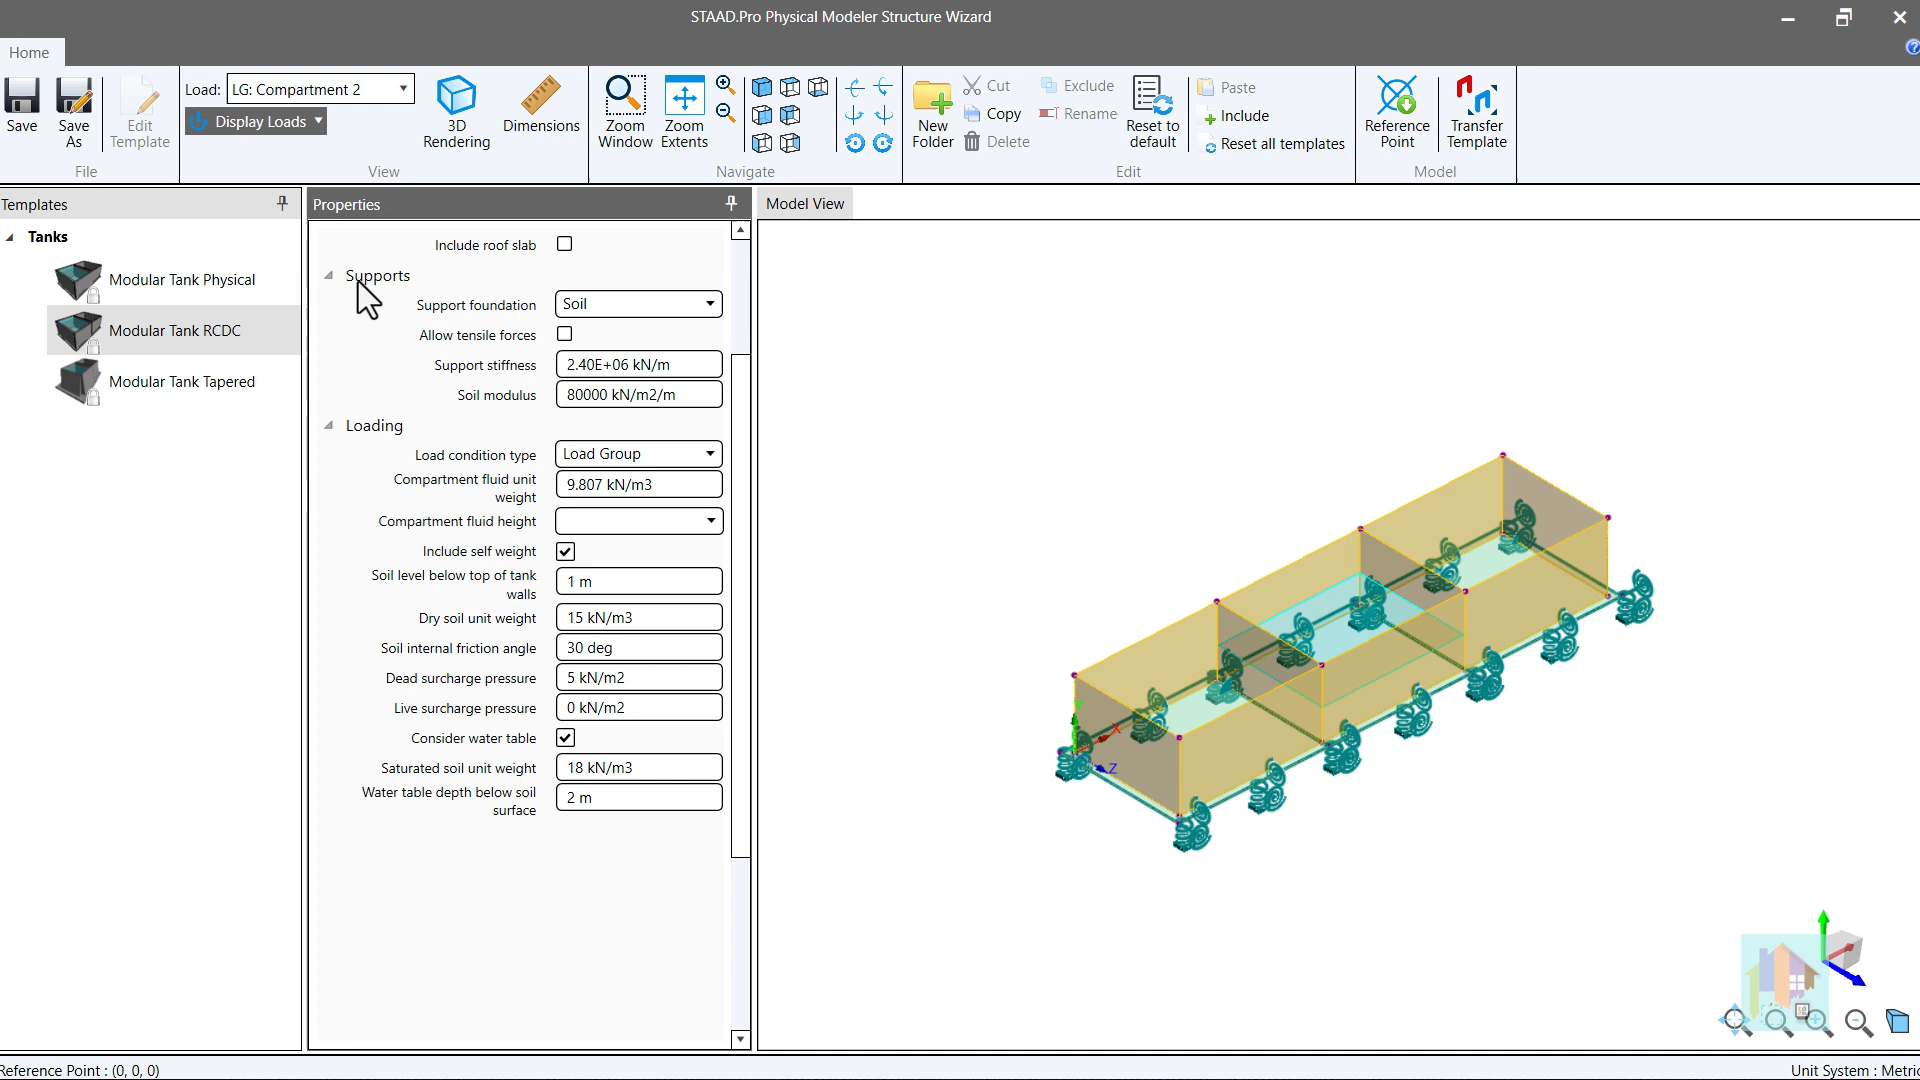 STAAD.Pro Physical Modeler Structure Wizard
Home
Save
Save As
Edit Template
File
Load: LG: Compartment 2
Display Loads
3D Rendering
Dimensions
View
Zoom Window
Zoom Extents
Navigate
New Folder
Cut
Copy
Delete
Exclude
Rename
Reset to default
Paste
Include
Reset all templates
Edit
Reference Point
Transfer Template
Model
Templates
Tanks
Modular Tank Physical
Modular Tank RCDC
Modular Tank Tapered
Properties
Include roof slab
Supports
Support foundation Soil
Allow tensile forces
Support stiffness 2.40E+06 kN/m
Soil modulus 80000 kN/m2/m
Loading
Load condition type Load Group
Compartment fluid unit weight 9.807 kN/m3
Compartment fluid height
Include self weight
Soil level below top of tank walls 1 m
Dry soil unit weight 15 kN/m3
Soil internal friction angle 30 deg
Dead surcharge pressure 5 kN/m2
Live surcharge pressure 0 kN/m2
Consider water table
Saturated soil unit weight 18 kN/m3
Water table depth below soil surface 2 m
Model View
Y
X
Z
Reference Point : (0, 0, 0)
Unit System : Metric